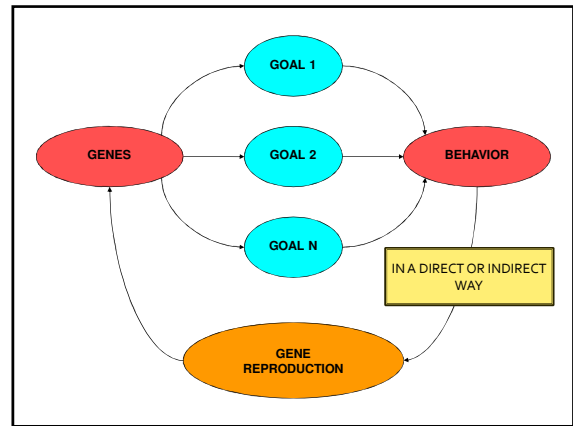 GOAL 1
GENES
GOAL 2
BEHAVIOR
GOAL N
IN A DIRECT OR INDIRECT
WAY
GENE
REPRODUCTION